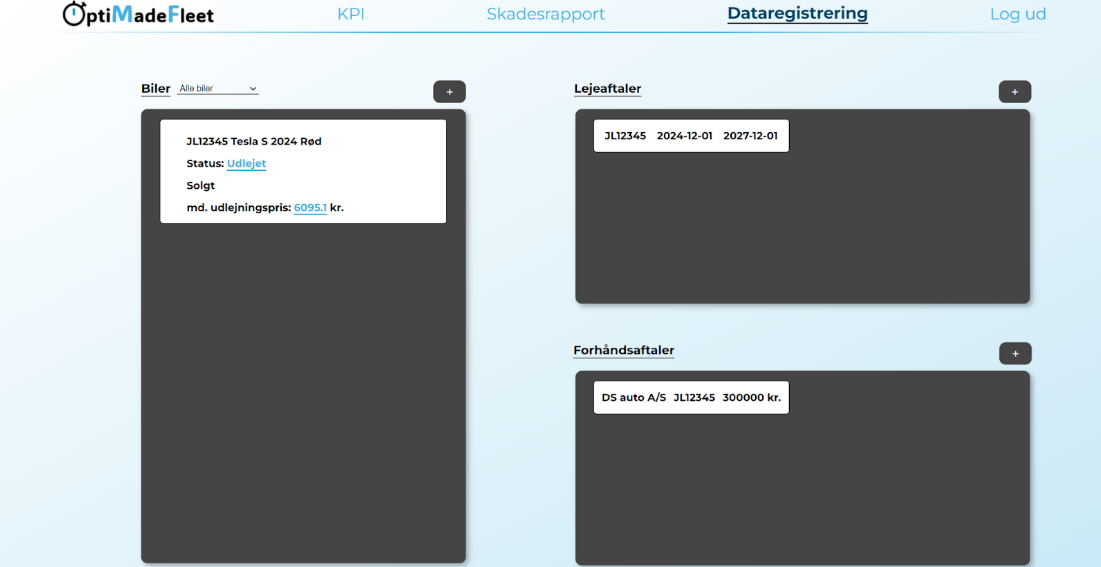 OptiMadeFleet
KPI
Skadesrapport
Dataregistrering
Log ud
Biler
Alle biler
+
JL12345 Tesla S 2024 Rød
Status: Udlejet
Solgt
md. udlejningspris: 6095.1 kr.
Lejeaftaler
+
JL12345 2024-12-01 2027-12-01
Forhåndsaftaler
+
DS auto A/S JL12345 300000 kr.